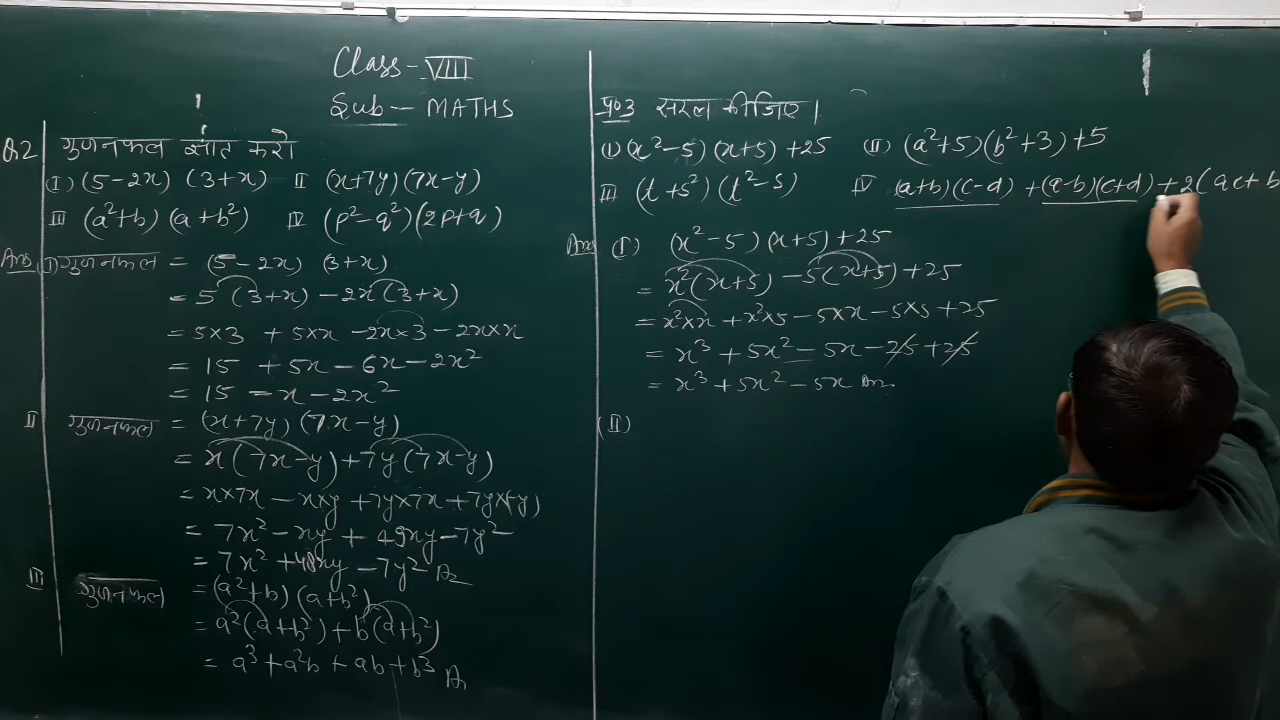 Class - VIII
Sub - MATHS
Q.2 गुणनफल ज्ञात करो
(I) (5-2x) (3+x) II (x+7y)(7x-y)
III (a²+b) (a+b²) IV (p²-q²)(2p+q)
Ans (I) गुणनफल = (5-2x) (3+x)
= 5(3+x) - 2x(3+x)
= 5×3 + 5×x - 2x×3 - 2x×x
= 15 + 5x - 6x - 2x²
= 15 - x - 2x²
II गुणनफल = (x+7y) (7x-y)
= x(7x-y) + 7y(7x-y)
= x×7x - x×y + 7y×7x + 7y×(-y)
= 7x² - xy + 49xy - 7y²
= 7x² + 48xy - 7y² A
III गुणनफल = (a²+b) (a+b²)
= a²(a+b²) + b(a+b²)
= a³ + a²b + ab + b³ A
प्र03 सरल कीजिए।
(I) (x²-5) (x+5) + 25 (II) (a²+5)(b²+3)+5
III (t+s²) (t²-s) IV (a+b)(c-d) + (a-b)(c+d) + 2(ac+b
Ans (I) (x²-5) (x+5) + 25
= x²(x+5) - 5(x+5) + 25
= x²×x + x²×5 - 5×x - 5×5 + 25
= x³ + 5x² - 5x - 25 + 25
= x³ + 5x² - 5x Ans
(II)